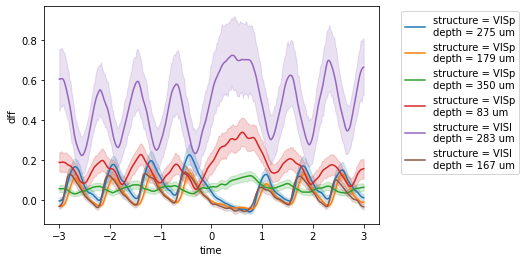 0.8
0.6
0.4
0.2
0.0
dff
−3
−2
−1
0
1
2
3
time
structure = VISp
depth = 275 um
structure = VISp
depth = 179 um
structure = VISp
depth = 350 um
structure = VISp
depth = 83 um
structure = VISl
depth = 283 um
structure = VISl
depth = 167 um